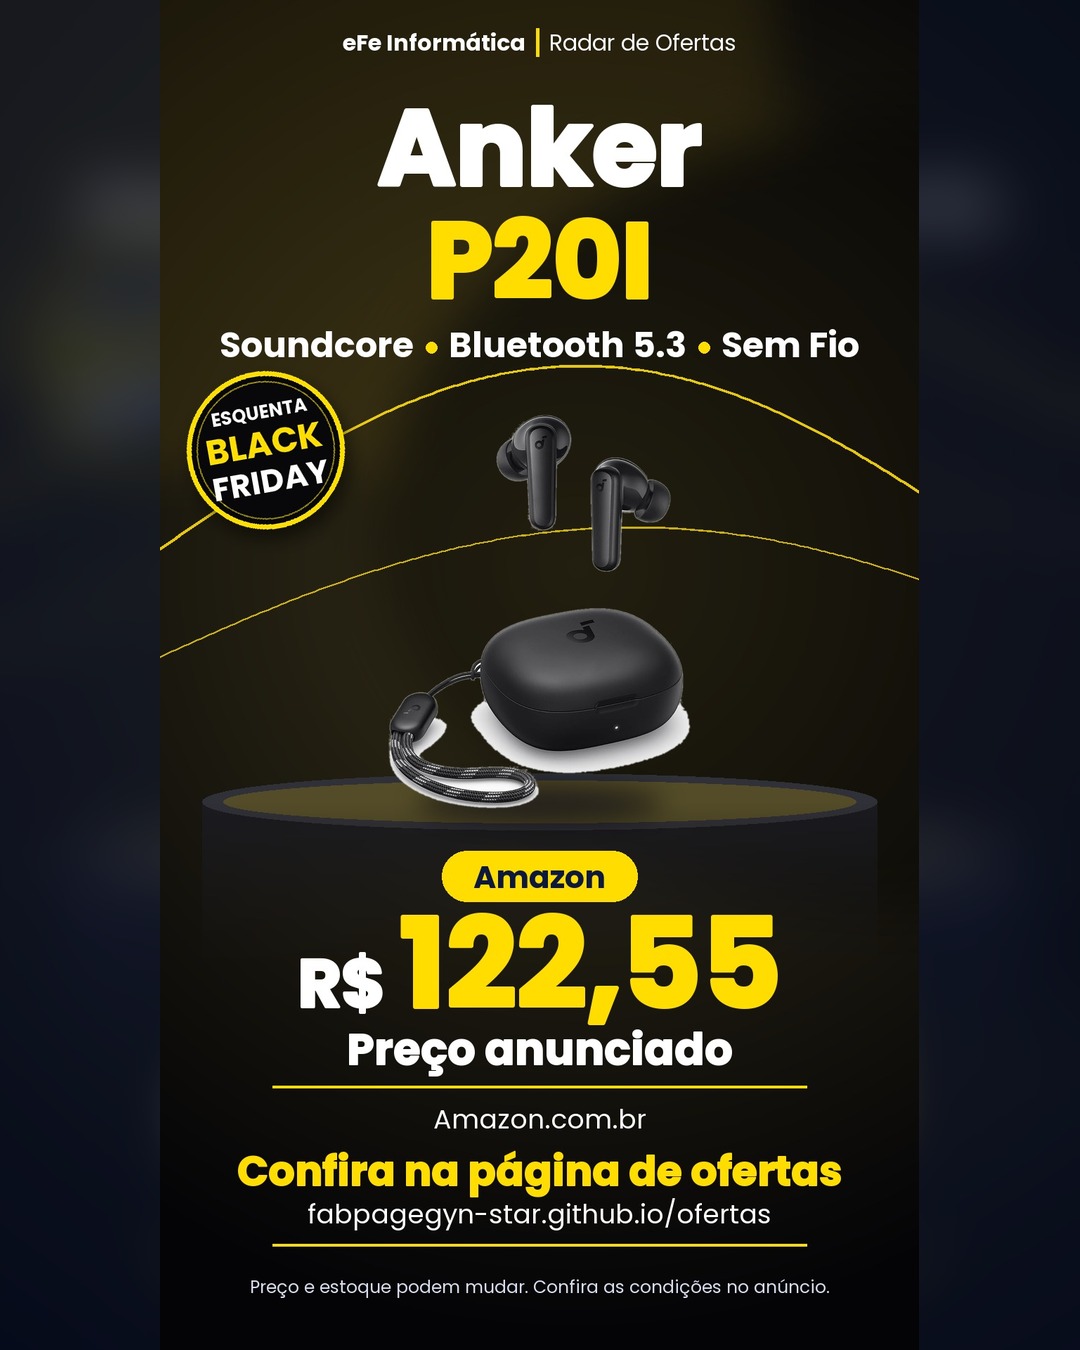 eFe Informática | Radar de Ofertas
Anker
P20I
Soundcore • Bluetooth 5.3 • Sem Fio
ESQUENTA
BLACK
FRIDAY
Amazon
R$ 122,55
Preço anunciado
Amazon.com.br
Confira na página de ofertas
fabpagegyn-star.github.io/ofertas
Preço e estoque podem mudar. Confira as condições no anúncio.